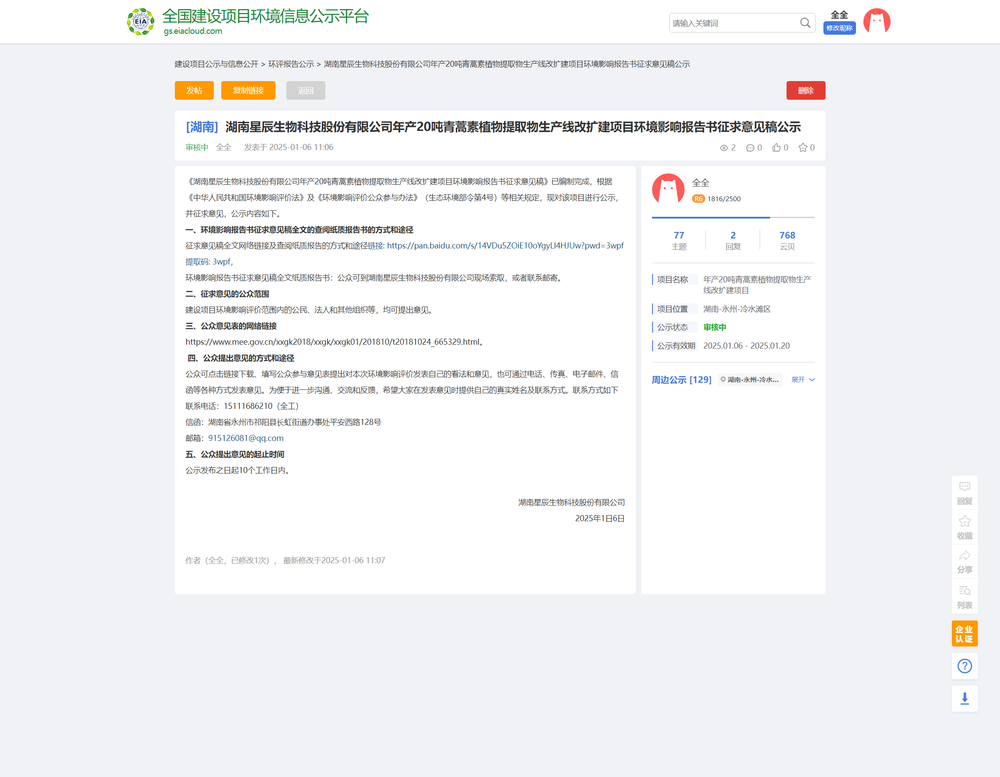 EIA
全国建设项目环境信息公示平台
gs.eiacloud.com
请输入关键词
全全
修改昵称
建设项目公示与信息公开 > 环评报告公示 > 湖南星辰生物科技股份有限公司年产20吨青蒿素植物提取物生产线改扩建项目环境影响报告书征求意见稿公示
发帖
复制链接
返回
删除
[湖南] 湖南星辰生物科技股份有限公司年产20吨青蒿素植物提取物生产线改扩建项目环境影响报告书征求意见稿公示
审核中 全全 发表于 2025-01-06 11:06
2 0 0 0
《湖南星辰生物科技股份有限公司年产20吨青蒿素植物提取物生产线改扩建项目环境影响报告书征求意见稿》已编制完成，根据
《中华人民共和国环境影响评价法》及《环境影响评价公众参与办法》（生态环境部令第4号）等相关规定，现对该项目进行公示，
并征求意见，公示内容如下。
一、环境影响报告书征求意见稿全文的查阅纸质报告书的方式和途径
征求意见稿全文网络链接及查阅纸质报告的方式和途径链接: https://pan.baidu.com/s/14VDu5ZOiE10oYgyLl4HJUw?pwd=3wpf
提取码: 3wpf，
环境影响报告书征求意见稿全文纸质报告书：公众可到湖南星辰生物科技股份有限公司现场索取，或者联系邮寄。
二、征求意见的公众范围
建设项目环境影响评价范围内的公民、法人和其他组织等，均可提出意见。
三、公众意见表的网络链接
https://www.mee.gov.cn/xxgk2018/xxgk/xxgk01/201810/t20181024_665329.html。
四、公众提出意见的方式和途径
公众可点击链接下载、填写公众参与意见表提出对本次环境影响评价发表自己的看法和意见，也可通过电话、传真、电子邮件、信
函等各种方式发表意见。为便于进一步沟通、交流和反馈，希望大家在发表意见时提供自己的真实姓名及联系方式。联系方式如下
联系电话：15111686210（全工）
信函：湖南省永州市祁阳县长虹街道办事处平安西路128号
邮箱：915126081@qq.com
五、公众提出意见的起止时间
公示发布之日起10个工作日内。
湖南星辰生物科技股份有限公司
2025年1日6日
作者（全全，已修改1次）， 最新修改于2025-01-06 11:07
全全
R6 1816/2500
77 2 768
主题 回复 云贝
项目名称 年产20吨青蒿素植物提取物生产
线改扩建项目
项目位置 湖南-永州-冷水滩区
公示状态 审核中
公示有效期 2025.01.06 - 2025.01.20
周边公示 [129] 湖南-永州-冷水... 展开
回复
收藏
分享
列表
企业
认证